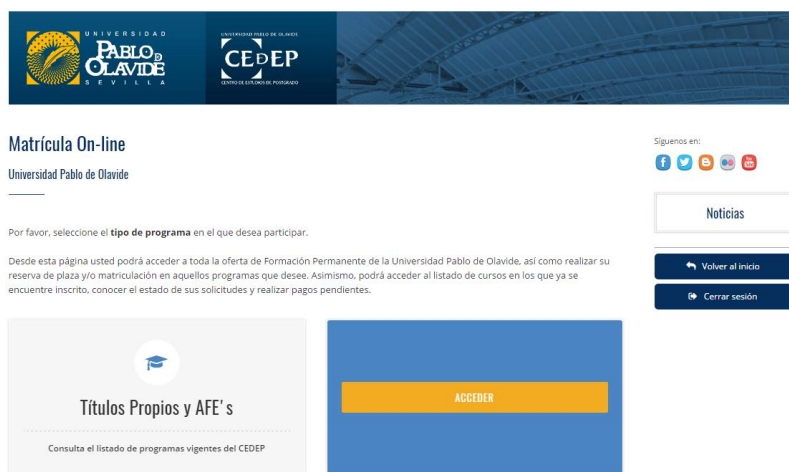 UNIVERSIDAD
PABLO DE
OLAVIDE
SEVILLA
UNIVERSIDAD PABLO DE OLAVIDE
CEDEP
CENTRO DE ESTUDIOS DE POSTGRADO
Matrícula On-line
Universidad Pablo de Olavide
Por favor, seleccione el tipo de programa en el que desea participar.
Desde esta página usted podrá acceder a toda la oferta de Formación Permanente de la Universidad Pablo de Olavide, así como realizar su
reserva de plaza y/o matriculación en aquellos programas que desee. Asimismo, podrá acceder al listado de cursos en los que ya se
encuentre inscrito, conocer el estado de sus solicitudes y realizar pagos pendientes.
Síguenos en:
Noticias
Volver al inicio
Cerrar sesión
Títulos Propios y AFE's
Consulta el listado de programas vigentes del CEDEP
ACCEDER